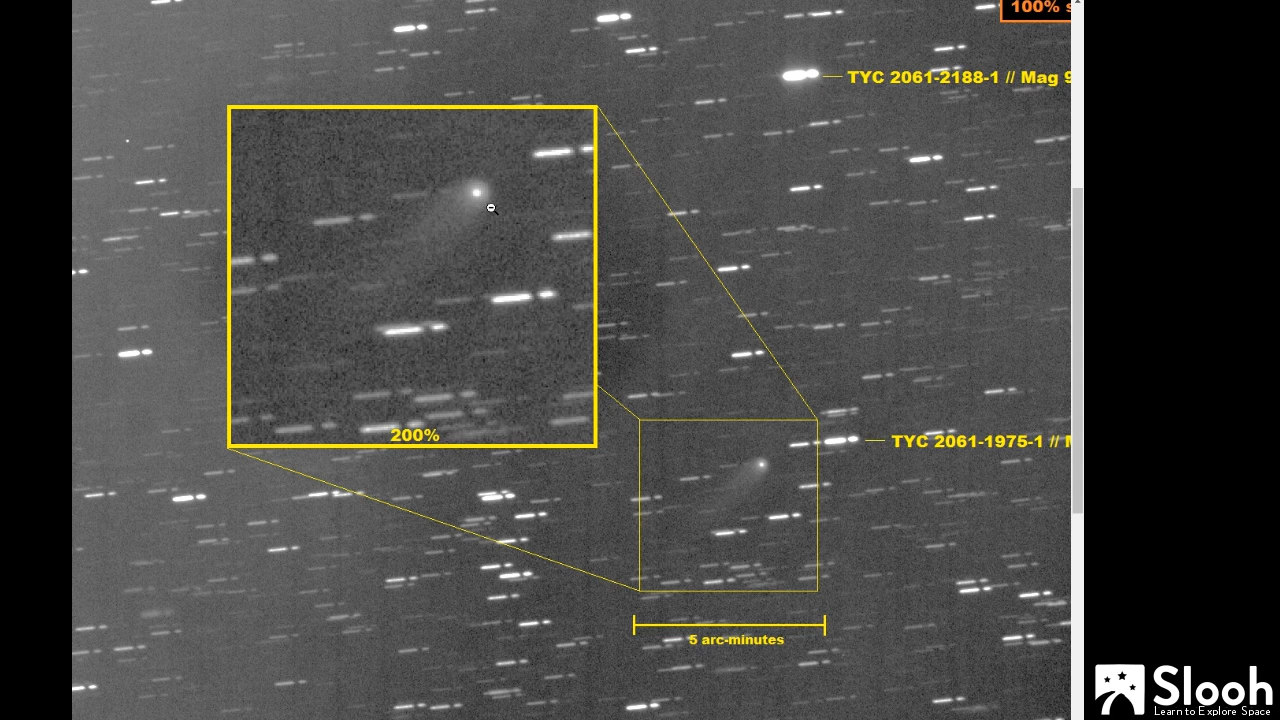 100% s
TYC 2061-2188-1 // Mag 9
200%
TYC 2061-1975-1 // M
5 arc-minutes
Slooh
Learn to Explore Space